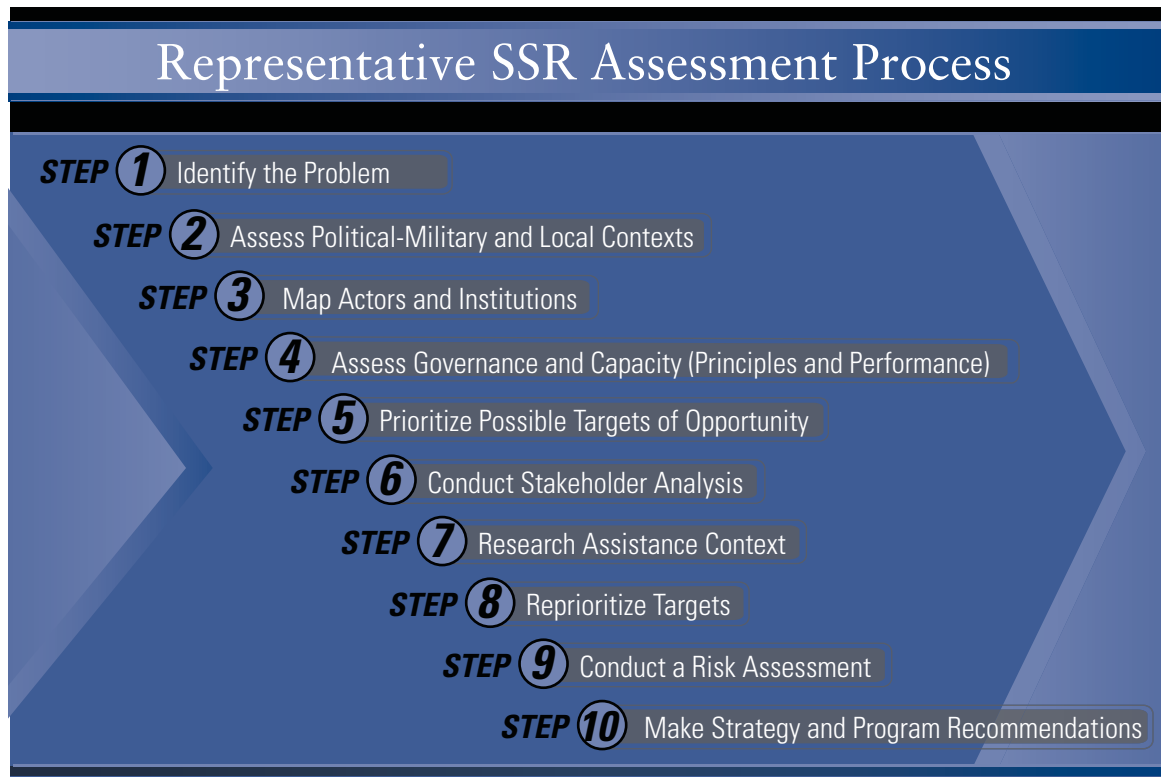 Representative SSR Assessment Process
STEP 1 Identify the Problem
STEP 2 Assess Political-Military and Local Contexts
STEP 3 Map Actors and Institutions
STEP 4 Assess Governance and Capacity (Principles and Performance)
STEP 5 Prioritize Possible Targets of Opportunity
STEP 6 Conduct Stakeholder Analysis
STEP 7 Research Assistance Context
STEP 8 Reprioritize Targets
STEP 9 Conduct a Risk Assessment
STEP 10 Make Strategy and Program Recommendations